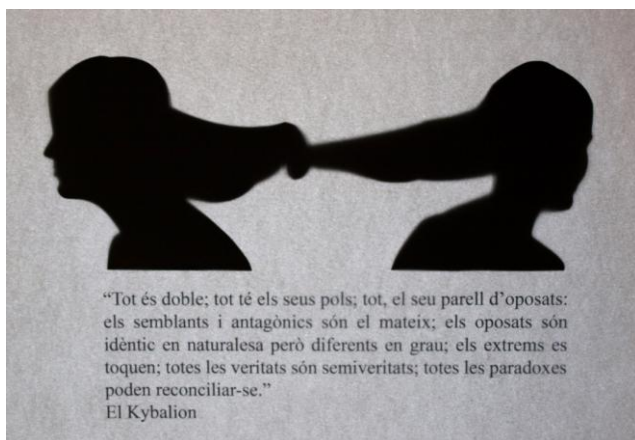 “Tot és doble; tot té els seus pols; tot, el seu parell d’oposats:
els semblants i antagònics són el mateix; els oposats són
idèntic en naturalesa però diferents en grau; els extrems es
toquen; totes les veritats són semiveritats; totes les paradoxes
poden reconciliar-se.”
El Kybalion